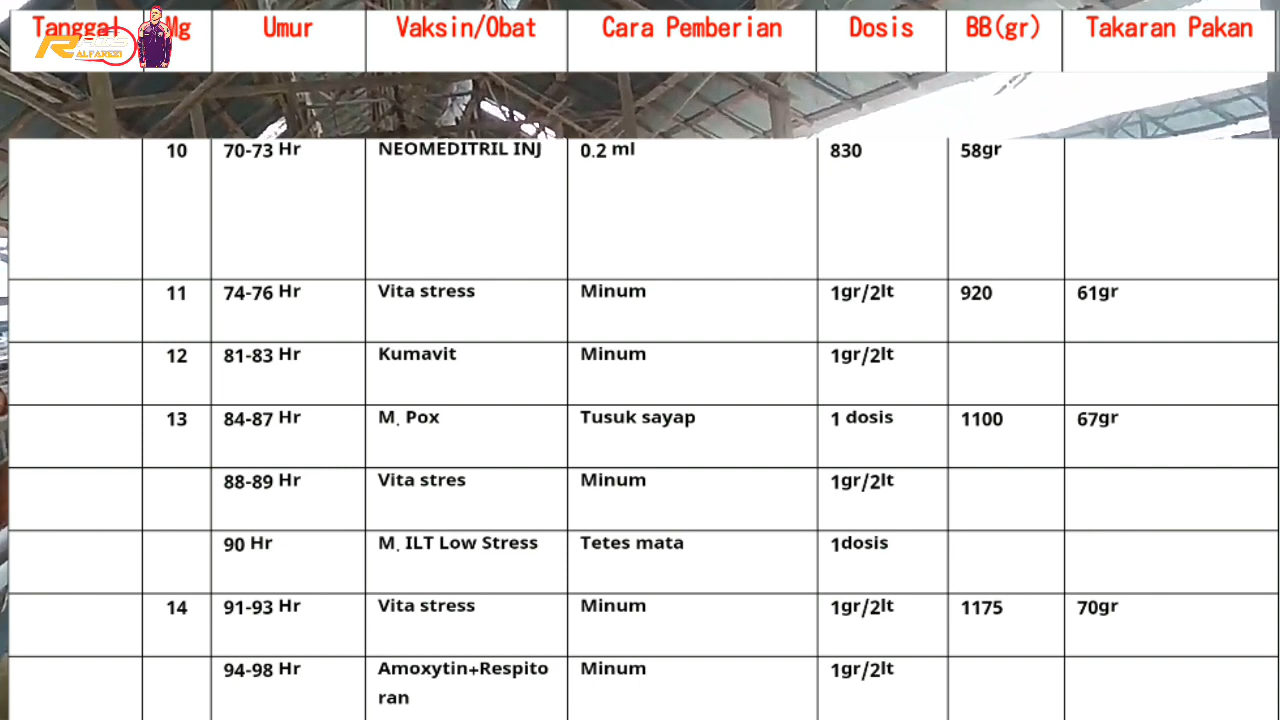 Tanggal Mg Umur Vaksin/Obat Cara Pemberian Dosis BB(gr) Takaran Pakan
ALFAREZI
10 70-73 Hr NEOMEDITRIL INJ 0.2 ml 830 58gr
11 74-76 Hr Vita stress Minum 1gr/2lt 920 61gr
12 81-83 Hr Kumavit Minum 1gr/2lt
13 84-87 Hr M. Pox Tusuk sayap 1 dosis 1100 67gr
88-89 Hr Vita stres Minum 1gr/2lt
90 Hr M. ILT Low Stress Tetes mata 1dosis
14 91-93 Hr Vita stress Minum 1gr/2lt 1175 70gr
94-98 Hr Amoxytin+Respito Minum 1gr/2lt
ran